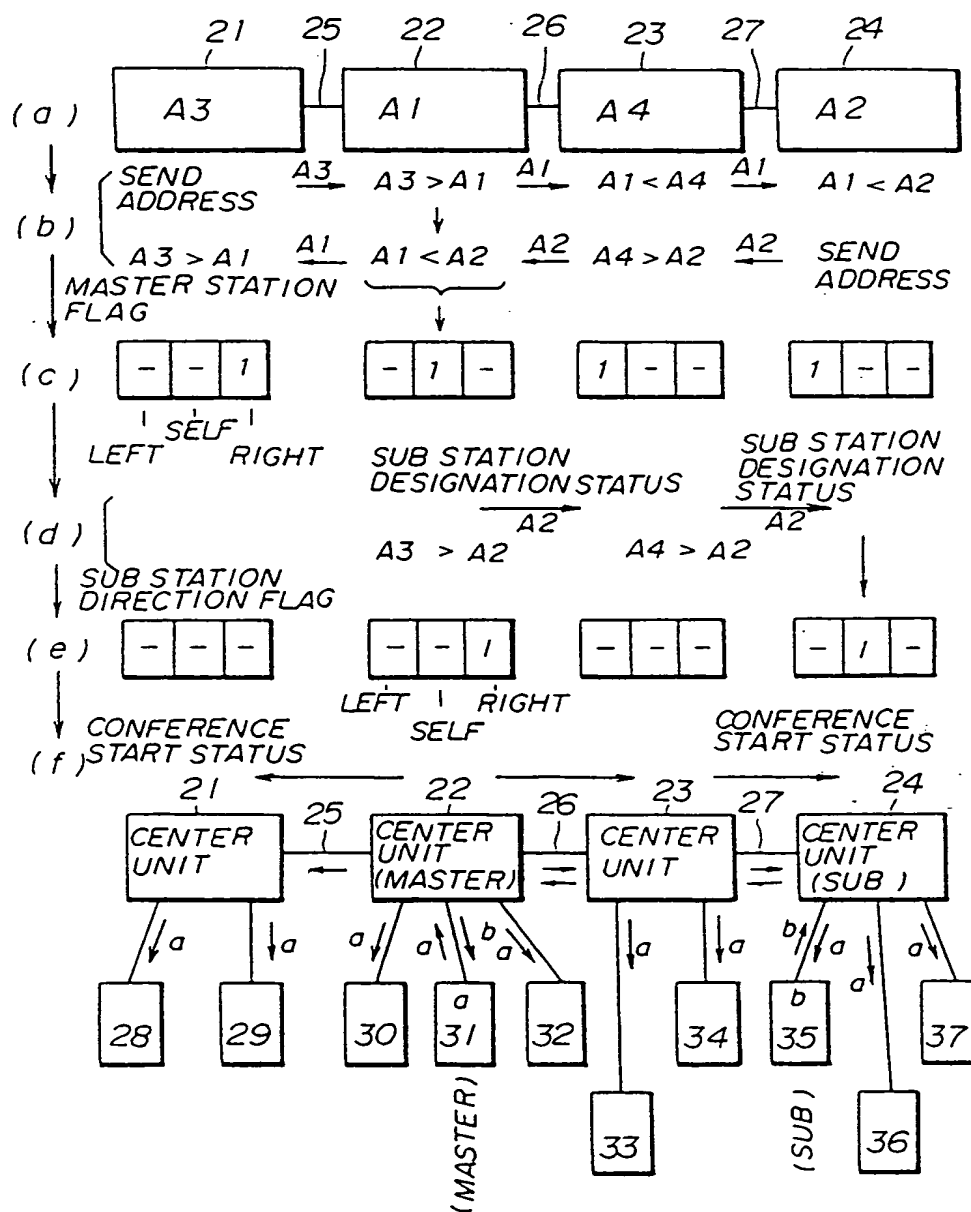 21 25 22 26 23 27 24
(a) A3 A1 A4 A2
SEND ADDRESS A3 A3 > A1 A1 A1 < A4 A1 A1 < A2
(b)
A3 > A1 A1 A1 < A2 A2 A4 > A2 A2 SEND ADDRESS
MASTER STATION
FLAG
(c) - - 1 - 1 - 1 - - 1 - -
LEFT SELF RIGHT
SUB STATION
DESIGNATION STATUS
A2
SUB STATION
DESIGNATION
STATUS
A2
(d) A3 > A2 A4 > A2
SUB STATION
DIRECTION FLAG
(e) - - - - - 1 - - - - 1 -
LEFT SELF RIGHT
(f) CONFERENCE
START STATUS
CONFERENCE
START STATUS
21 25 22 26 23 27 24
CENTER
UNIT
CENTER
UNIT
(MASTER)
CENTER
UNIT
CENTER
UNIT
(SUB)
a a a a b a a a b a a a
28 29 30 a 31 32 34 b 35 37
33 36
(MASTER) (SUB)